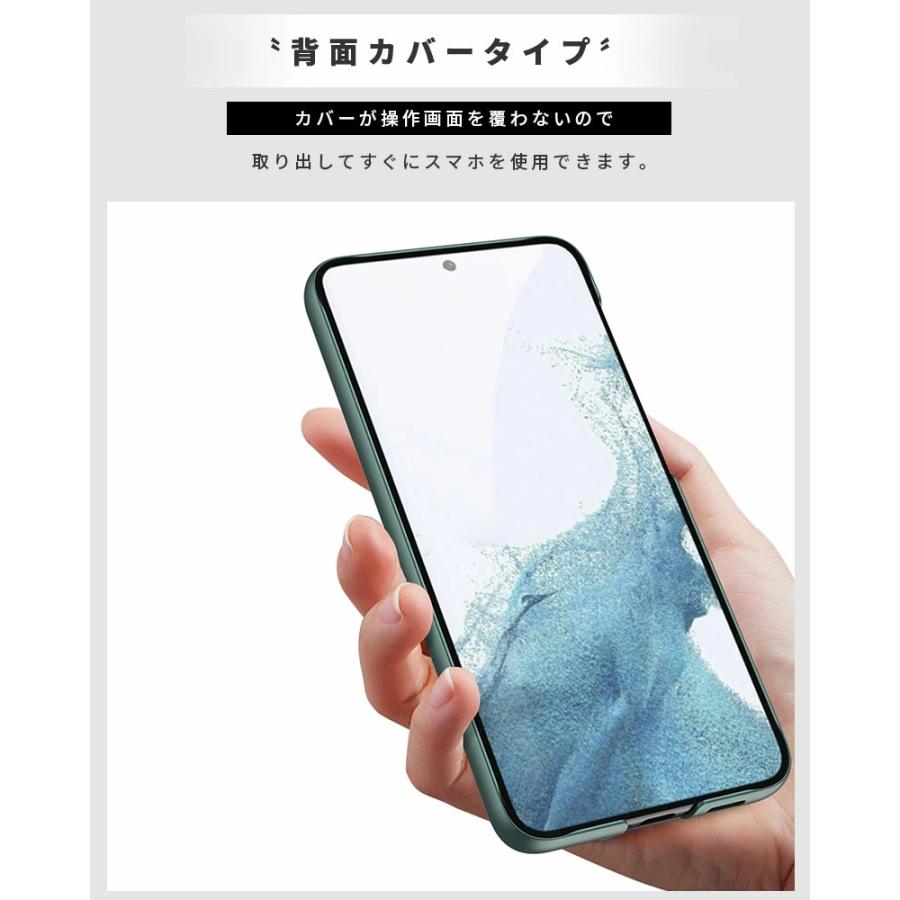 〝背面カバータイプ〞
カバーが操作画面を覆わないので
取り出してすぐにスマホを使用できます。